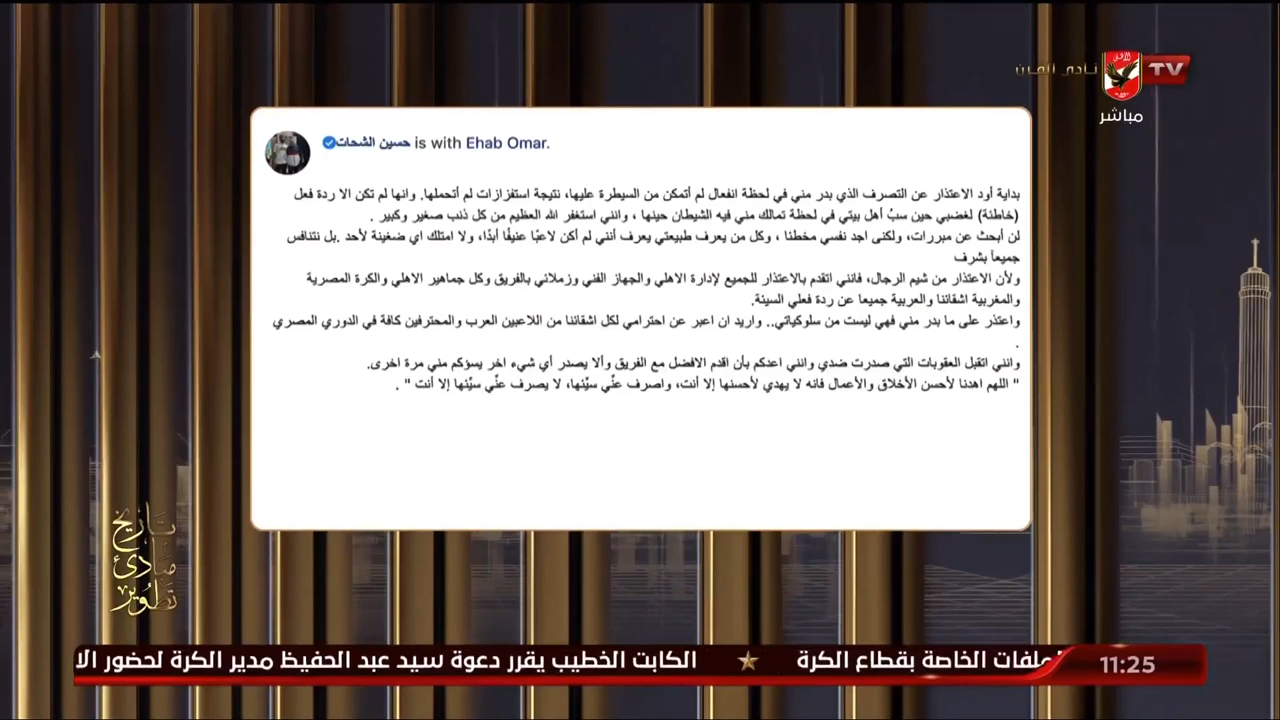 نادي القرن
TV
مباشر
حسين الشحات is with Ehab Omar.
بداية أود الاعتذار عن التصرف الذي بدر مني في لحظة انفعال لم أتمكن من السيطرة عليها، نتيجة استفزازات لم أتحملها. وانها لم تكن الا ردة فعل
(خاطئة) لغضبي حين سبُ أهل بيتي في لحظة تمالك مني فيه الشيطان حينها ، وانني استغفر الله العظيم من كل ذنب صغير وكبير .
لن أبحث عن مبررات، ولكنى اجد نفسي مخطئا ، وكل من يعرف طبيعتي يعرف أنني لم أكن لاعبًا عنيفًا أبدًا، ولا امتلك اي ضغينة لأحد .بل نتنافس
جميعاً بشرف
ولأن الاعتذار من شيم الرجال، فانني اتقدم بالاعتذار للجميع لإدارة الاهلي والجهاز الفني وزملائي بالفريق وكل جماهير الاهلي والكرة المصرية
والمغربية اشقائنا والعربية جميعا عن ردة فعلي السيئة.
واعتذر على ما بدر مني فهي ليست من سلوكياتي.. واريد ان اعبر عن احترامي لكل اشقائنا من اللاعبين العرب والمحترفين كافة في الدوري المصري
.
وانني اتقبل العقوبات التي صدرت ضدي وانني اعدكم بأن اقدم الافضل مع الفريق وألا يصدر أي شيء اخر يسؤكم مني مرة اخرى.
" اللهم اهدنا لأحسن الأخلاق والأعمال فانه لا يهدي لأحسنها إلا أنت، واصرف عنِّي سيِّئها، لا يصرف عنِّي سيِّئها إلا أنت " .
تاريخ
مبادئ
تطوير
لملفات الخاصة بقطاع الكرة ★ الكابت الخطيب يقرر دعوة سيد عبد الحفيظ مدير الكرة لحضور الا
11:25